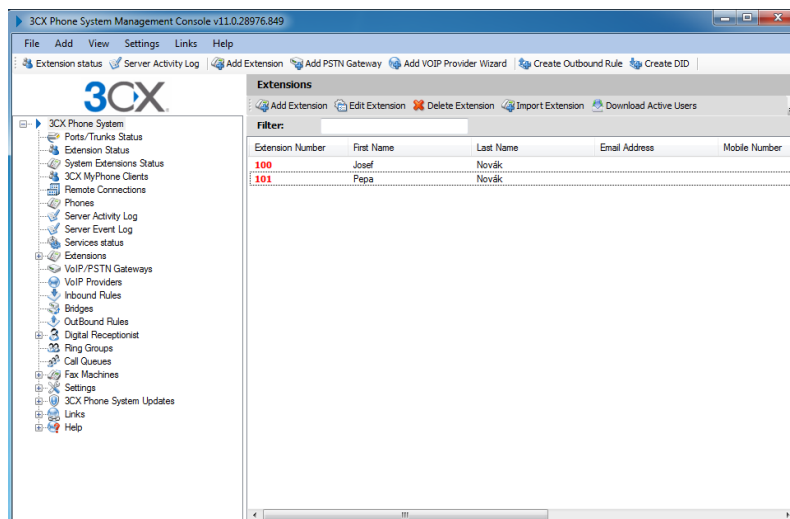 3CX Phone System Management Console v11.0.28976.849
File Add View Settings Links Help
Extension status Server Activity Log Add Extension Add PSTN Gateway Add VOIP Provider Wizard Create Outbound Rule Create DID
3CX
Extensions
Add Extension Edit Extension Delete Extension Import Extension Download Active Users
Filter:
Extension Number First Name Last Name Email Address Mobile Number
100 Josef Novák
101 Pepa Novák
3CX Phone System
Ports/Trunks Status
Extension Status
System Extensions Status
3CX MyPhone Clients
Remote Connections
Phones
Server Activity Log
Server Event Log
Services status
Extensions
VoIP/PSTN Gateways
VoIP Providers
Inbound Rules
Bridges
OutBound Rules
Digital Receptionist
Ring Groups
Call Queues
Fax Machines
Settings
3CX Phone System Updates
Links
Help